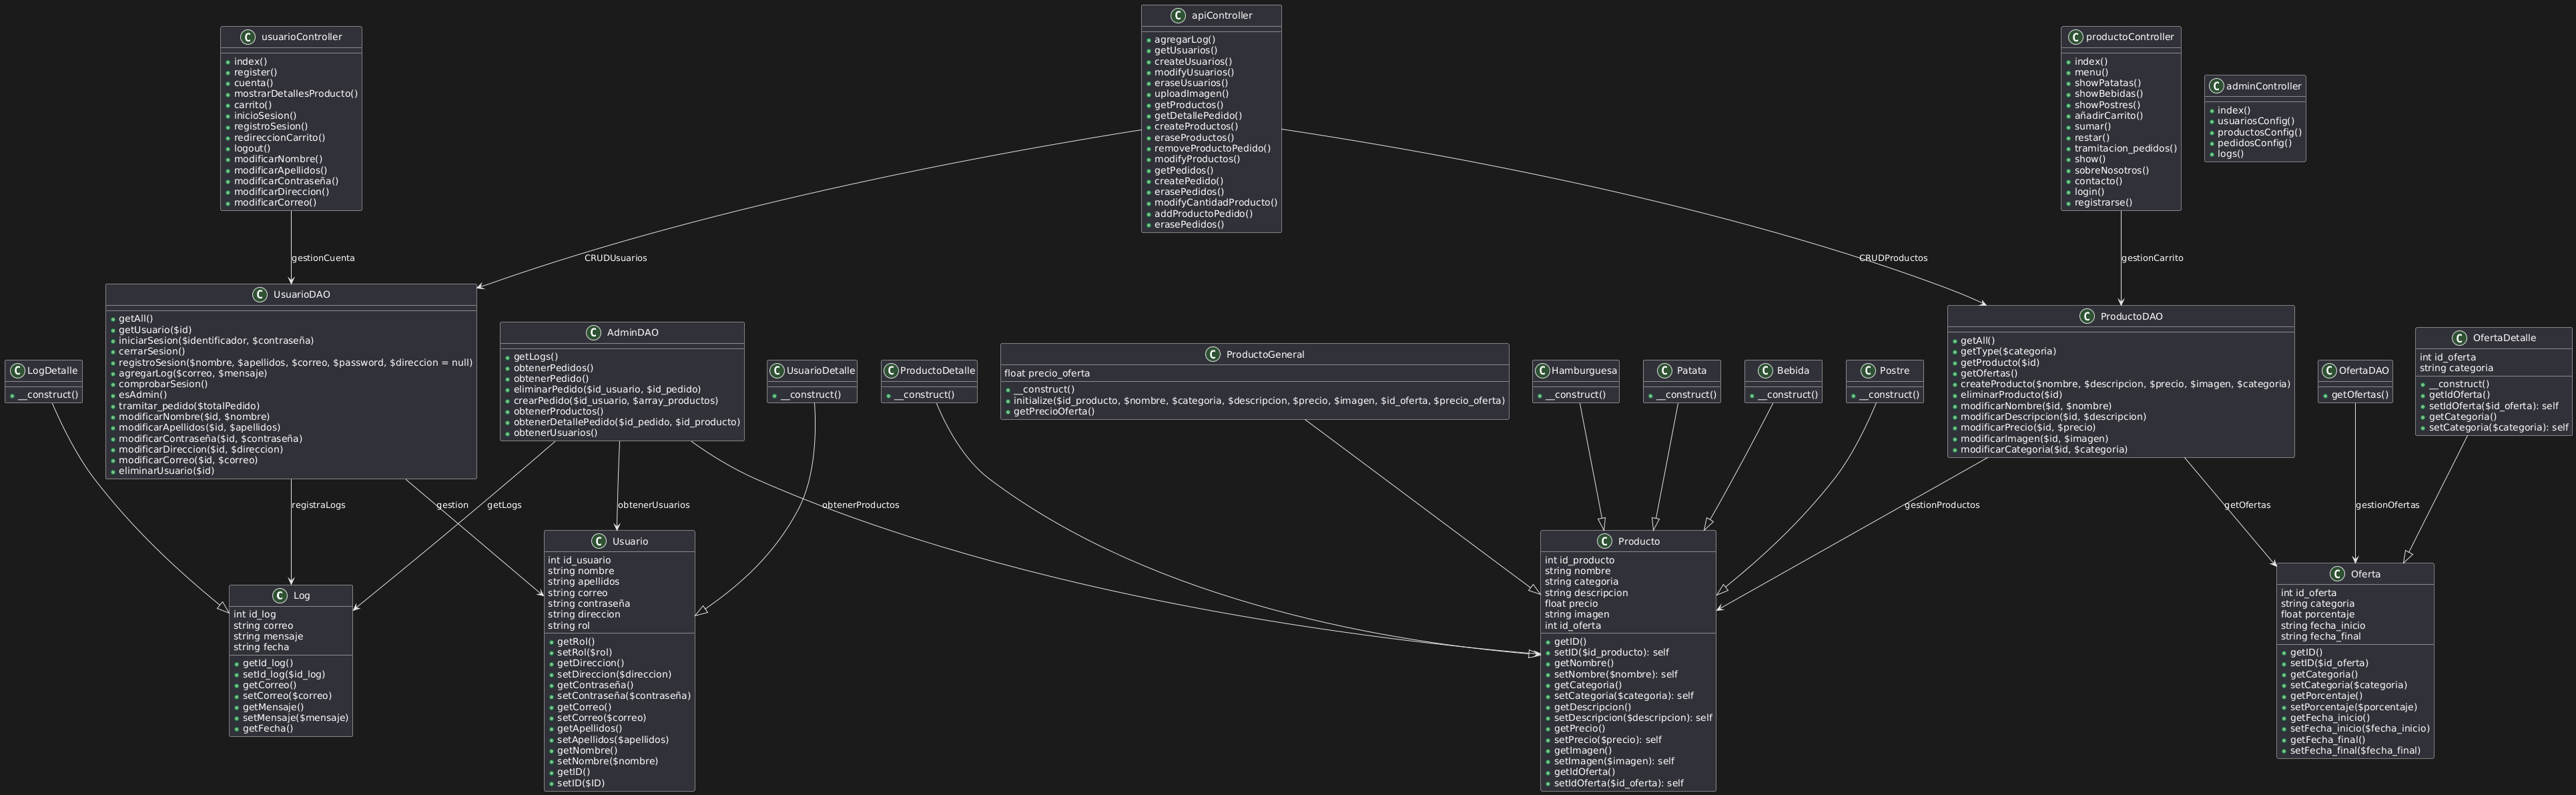 usuarioController
index()
register()
cuenta()
mostrarDetallesProducto()
carrito()
inicioSesion()
registroSesion()
redireccionCarrito()
logout()
modificarNombre()
modificarApellidos()
modificarContraseña()
modificarDireccion()
modificarCorreo()
apiController
agregarLog()
getUsuarios()
createUsuarios()
modifyUsuarios()
eraseUsuarios()
uploadImagen()
getProductos()
getDetallePedido()
createProductos()
eraseProductos()
removeProductoPedido()
modifyProductos()
getPedidos()
createPedido()
erasePedidos()
modifyCantidadProducto()
addProductoPedido()
erasePedidos()
productoController
index()
menu()
showPatatas()
showBebidas()
showPostres()
añadirCarrito()
sumar()
restar()
tramitacion_pedidos()
show()
sobreNosotros()
contacto()
login()
registrarse()
adminController
index()
usuariosConfig()
productosConfig()
pedidosConfig()
logs()
gestionCuenta
CRUDUsuarios
CRUDProductos
gestionCarrito
LogDetalle
__construct()
UsuarioDAO
getAll()
getUsuario($id)
iniciarSesion($identificador, $contraseña)
cerrarSesion()
registroSesion($nombre, $apellidos, $correo, $password, $direccion = null)
agregarLog($correo, $mensaje)
comprobarSesion()
esAdmin()
tramitar_pedido($totalPedido)
modificarNombre($id, $nombre)
modificarApellidos($id, $apellidos)
modificarContraseña($id, $contraseña)
modificarDireccion($id, $direccion)
modificarCorreo($id, $correo)
eliminarUsuario($id)
AdminDAO
getLogs()
obtenerPedidos()
obtenerPedido()
eliminarPedido($id_usuario, $id_pedido)
crearPedido($id_usuario, $array_productos)
obtenerProductos()
obtenerDetallePedido($id_pedido, $id_producto)
obtenerUsuarios()
UsuarioDetalle
__construct()
ProductoDetalle
__construct()
ProductoGeneral
float precio_oferta
__construct()
initialize($id_producto, $nombre, $categoria, $descripcion, $precio, $imagen, $id_oferta, $precio_oferta)
getPrecioOferta()
Hamburguesa
__construct()
Patata
__construct()
Bebida
__construct()
Postre
__construct()
ProductoDAO
getAll()
getType($categoria)
getProducto($id)
getOfertas()
createProducto($nombre, $descripcion, $precio, $imagen, $categoria)
eliminarProducto($id)
modificarNombre($id, $nombre)
modificarDescripcion($id, $descripcion)
modificarPrecio($id, $precio)
modificarImagen($id, $imagen)
modificarCategoria($id, $categoria)
OfertaDAO
getOfertas()
OfertaDetalle
int id_oferta
string categoria
__construct()
getIdOferta()
setIdOferta($id_oferta): self
getCategoria()
setCategoria($categoria): self
registraLogs
gestion
getLogs
obtenerUsuarios
obtenerProductos
gestionProductos
getOfertas
gestionOfertas
Log
int id_log
string correo
string mensaje
string fecha
getId_log()
setId_log($id_log)
getCorreo()
setCorreo($correo)
getMensaje()
setMensaje($mensaje)
getFecha()
Usuario
int id_usuario
string nombre
string apellidos
string correo
string contraseña
string direccion
string rol
getRol()
setRol($rol)
getDireccion()
setDireccion($direccion)
getContraseña()
setContraseña($contraseña)
getCorreo()
setCorreo($correo)
getApellidos()
setApellidos($apellidos)
getNombre()
setNombre($nombre)
getID()
setID($ID)
Producto
int id_producto
string nombre
string categoria
string descripcion
float precio
string imagen
int id_oferta
getID()
setID($id_producto): self
getNombre()
setNombre($nombre): self
getCategoria()
setCategoria($categoria): self
getDescripcion()
setDescripcion($descripcion): self
getPrecio()
setPrecio($precio): self
getImagen()
setImagen($imagen): self
getIdOferta()
setIdOferta($id_oferta): self
Oferta
int id_oferta
string categoria
float porcentaje
string fecha_inicio
string fecha_final
getID()
setID($id_oferta)
getCategoria()
setCategoria($categoria)
getPorcentaje()
setPorcentaje($porcentaje)
getFecha_inicio()
setFecha_inicio($fecha_inicio)
getFecha_final()
setFecha_final($fecha_final)